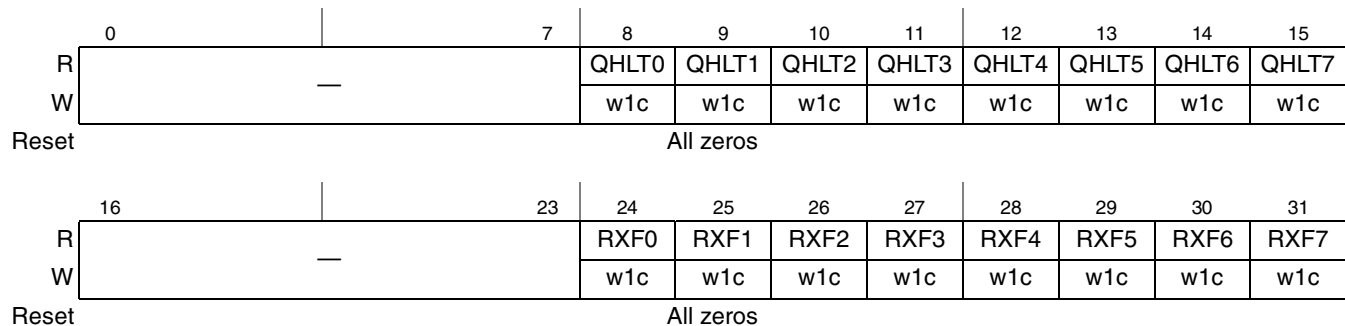 0 7 8 9 10 11 12 13 14 15
R — QHLT0 QHLT1 QHLT2 QHLT3 QHLT4 QHLT5 QHLT6 QHLT7
W w1c w1c w1c w1c w1c w1c w1c w1c
Reset All zeros
16 23 24 25 26 27 28 29 30 31
R — RXF0 RXF1 RXF2 RXF3 RXF4 RXF5 RXF6 RXF7
W w1c w1c w1c w1c w1c w1c w1c w1c
Reset All zeros